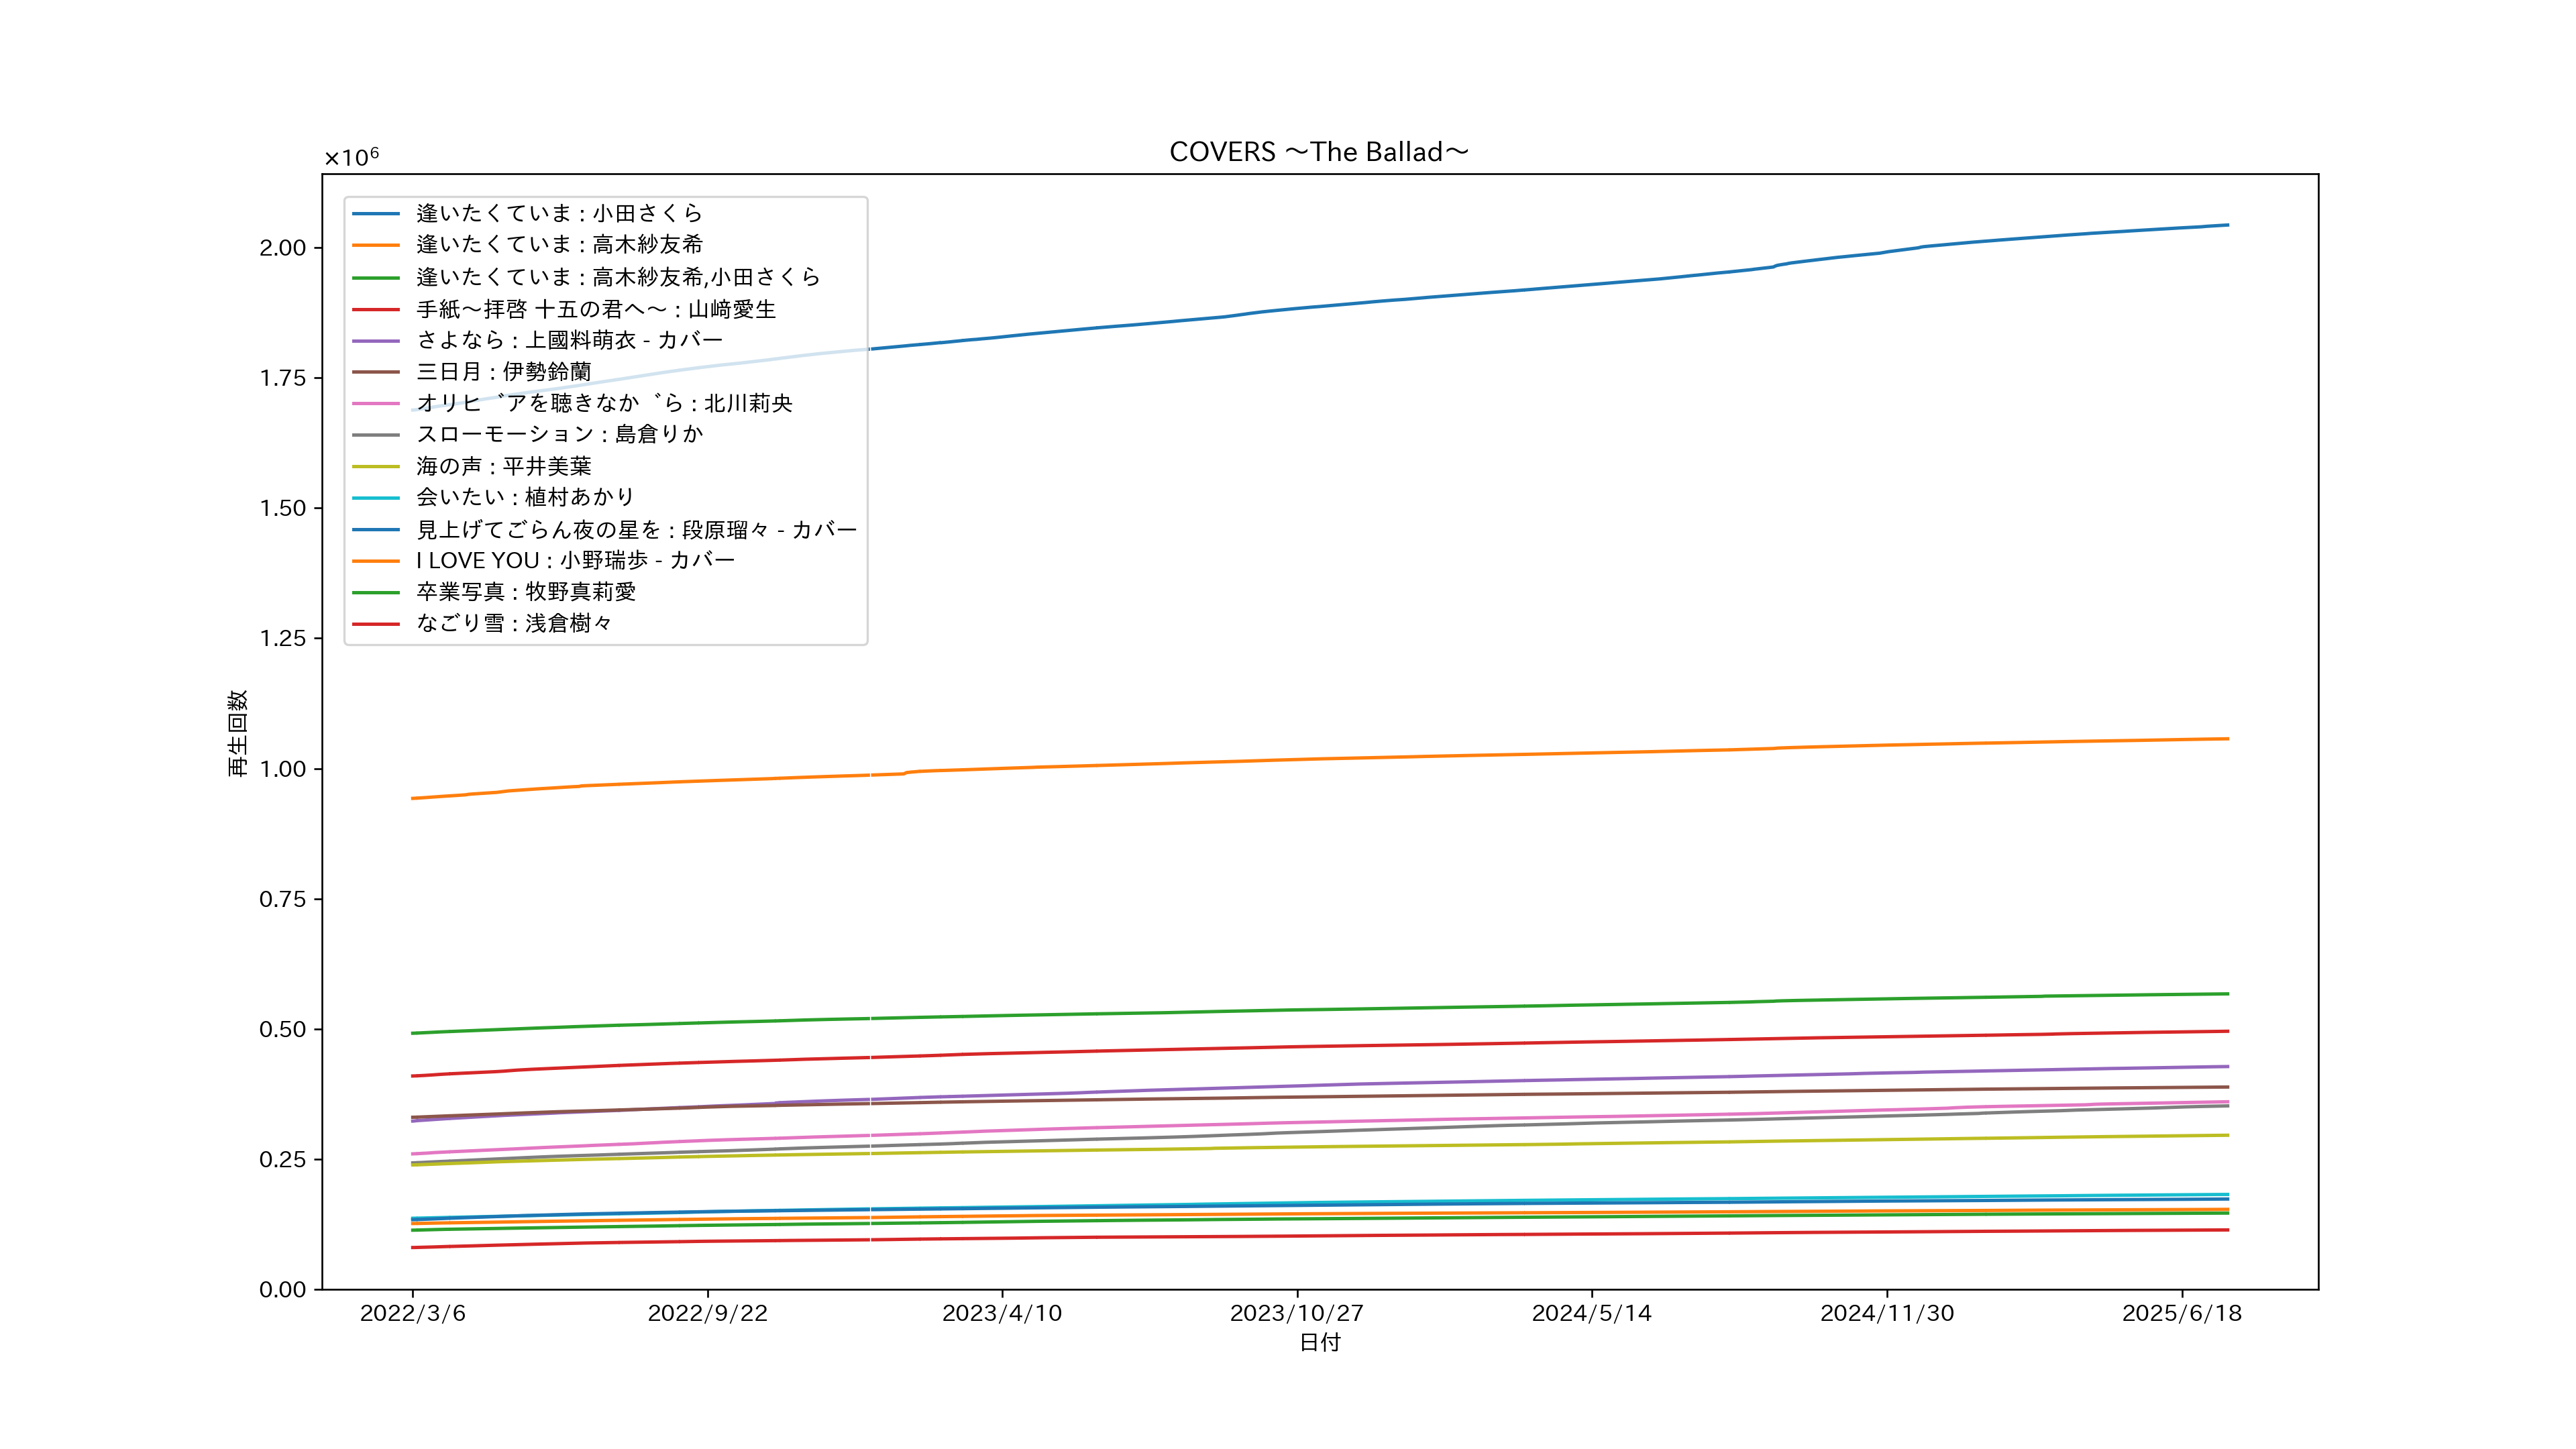 COVERS ～The Ballad～
×10⁶
2.00
1.75
1.50
1.25
1.00
0.75
0.50
0.25
0.00
再生回数
逢いたくていま : 小田さくら
逢いたくていま : 高木紗友希
逢いたくていま : 高木紗友希,小田さくら
手紙～拝啓 十五の君へ～ : 山﨑愛生
さよなら : 上國料萌衣 - カバー
三日月 : 伊勢鈴蘭
オリビアを聴きながら : 北川莉央
スローモーション : 島倉りか
海の声 : 平井美葉
会いたい : 植村あかり
見上げてごらん夜の星を : 段原瑠々 - カバー
I LOVE YOU : 小野瑞歩 - カバー
卒業写真 : 牧野真莉愛
なごり雪 : 浅倉樹々
2022/3/6
2022/9/22
2023/4/10
2023/10/27
2024/5/14
2024/11/30
2025/6/18
日付